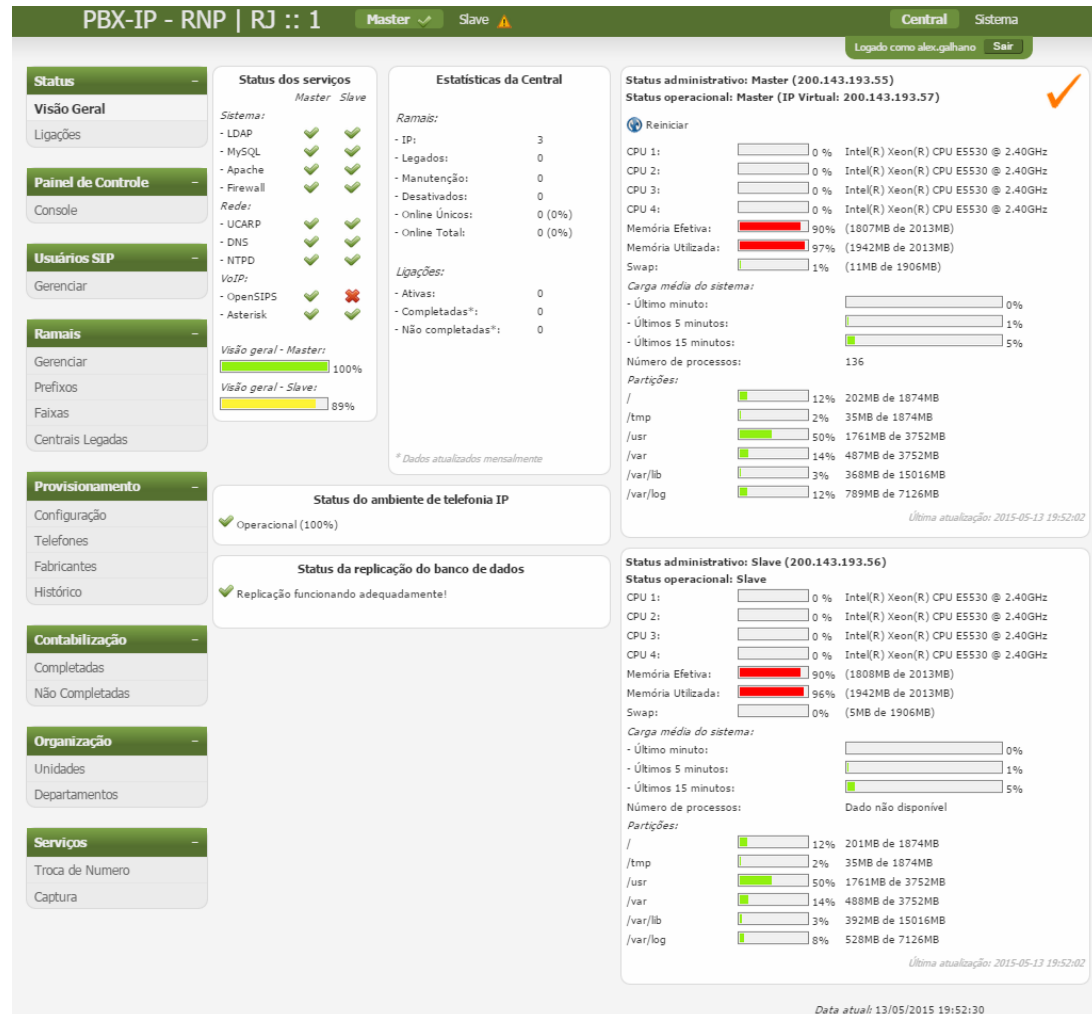 PBX-IP - RNP | RJ :: 1
Master
Slave
Central
Sistema
Logado como alex.galhano
Sair
Status
Visão Geral
Ligações
Painel de Controle
Console
Usuários SIP
Gerenciar
Ramais
Gerenciar
Prefixos
Faixas
Centrais Legadas
Provisionamento
Configuração
Telefones
Fabricantes
Histórico
Contabilização
Completadas
Não Completadas
Organização
Unidades
Departamentos
Serviços
Troca de Numero
Captura
Status dos serviços
Master Slave
Sistema:
- LDAP
- MySQL
- Apache
- Firewall
Rede:
- UCARP
- DNS
- NTPD
VoIP:
- OpenSIPS
- Asterisk
Visão geral - Master:
100%
Visão geral - Slave:
89%
Estatísticas da Central
Ramais:
- IP: 3
- Legados: 0
- Manutenção: 0
- Desativados: 0
- Online Únicos: 0 (0%)
- Online Total: 0 (0%)
Ligações:
- Ativas: 0
- Completadas*: 0
- Não completadas*: 0
* Dados atualizados mensalmente
Status do ambiente de telefonia IP
Operacional (100%)
Status da replicação do banco de dados
Replicação funcionando adequadamente!
Status administrativo: Master (200.143.193.55)
Status operacional: Master (IP Virtual: 200.143.193.57)
Reiniciar
CPU 1: 0 % Intel(R) Xeon(R) CPU E5530 @ 2.40GHz
CPU 2: 0 % Intel(R) Xeon(R) CPU E5530 @ 2.40GHz
CPU 3: 0 % Intel(R) Xeon(R) CPU E5530 @ 2.40GHz
CPU 4: 0 % Intel(R) Xeon(R) CPU E5530 @ 2.40GHz
Memória Efetiva: 90% (1807MB de 2013MB)
Memória Utilizada: 97% (1942MB de 2013MB)
Swap: 1% (11MB de 1906MB)
Carga média do sistema:
- Último minuto: 0%
- Últimos 5 minutos: 1%
- Últimos 15 minutos: 5%
Número de processos: 136
Partições:
/ 12% 202MB de 1874MB
/tmp 2% 35MB de 1874MB
/usr 50% 1761MB de 3752MB
/var 14% 487MB de 3752MB
/var/lib 3% 368MB de 15016MB
/var/log 12% 789MB de 7126MB
Última atualização: 2015-05-13 19:52:02
Status administrativo: Slave (200.143.193.56)
Status operacional: Slave
CPU 1: 0 % Intel(R) Xeon(R) CPU E5530 @ 2.40GHz
CPU 2: 0 % Intel(R) Xeon(R) CPU E5530 @ 2.40GHz
CPU 3: 0 % Intel(R) Xeon(R) CPU E5530 @ 2.40GHz
CPU 4: 0 % Intel(R) Xeon(R) CPU E5530 @ 2.40GHz
Memória Efetiva: 90% (1808MB de 2013MB)
Memória Utilizada: 96% (1942MB de 2013MB)
Swap: 0% (5MB de 1906MB)
Carga média do sistema:
- Último minuto: 0%
- Últimos 5 minutos: 1%
- Últimos 15 minutos: 5%
Número de processos: Dado não disponível
Partições:
/ 12% 201MB de 1874MB
/tmp 2% 35MB de 1874MB
/usr 50% 1761MB de 3752MB
/var 14% 488MB de 3752MB
/var/lib 3% 392MB de 15016MB
/var/log 8% 528MB de 7126MB
Última atualização: 2015-05-13 19:52:02
Data atual: 13/05/2015 19:52:30